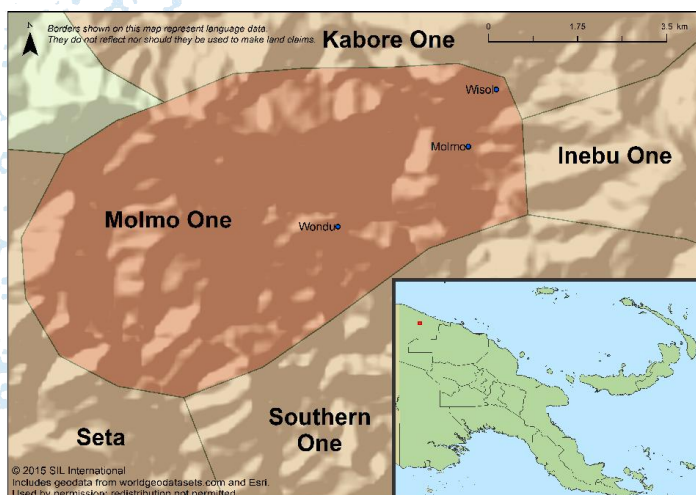 N
Borders shown on this map represent language data.
They do not reflect nor should they be used to make land claims.
0 1.75 3.5 km
Kabore One
Wisol
Molmo
Inebu One
Molmo One
Wondu
Southern
One
Seta
© 2015 SIL International
Includes geodata from worldgeodatasets.com and Esri.
Used by permission; redistribution not permitted.